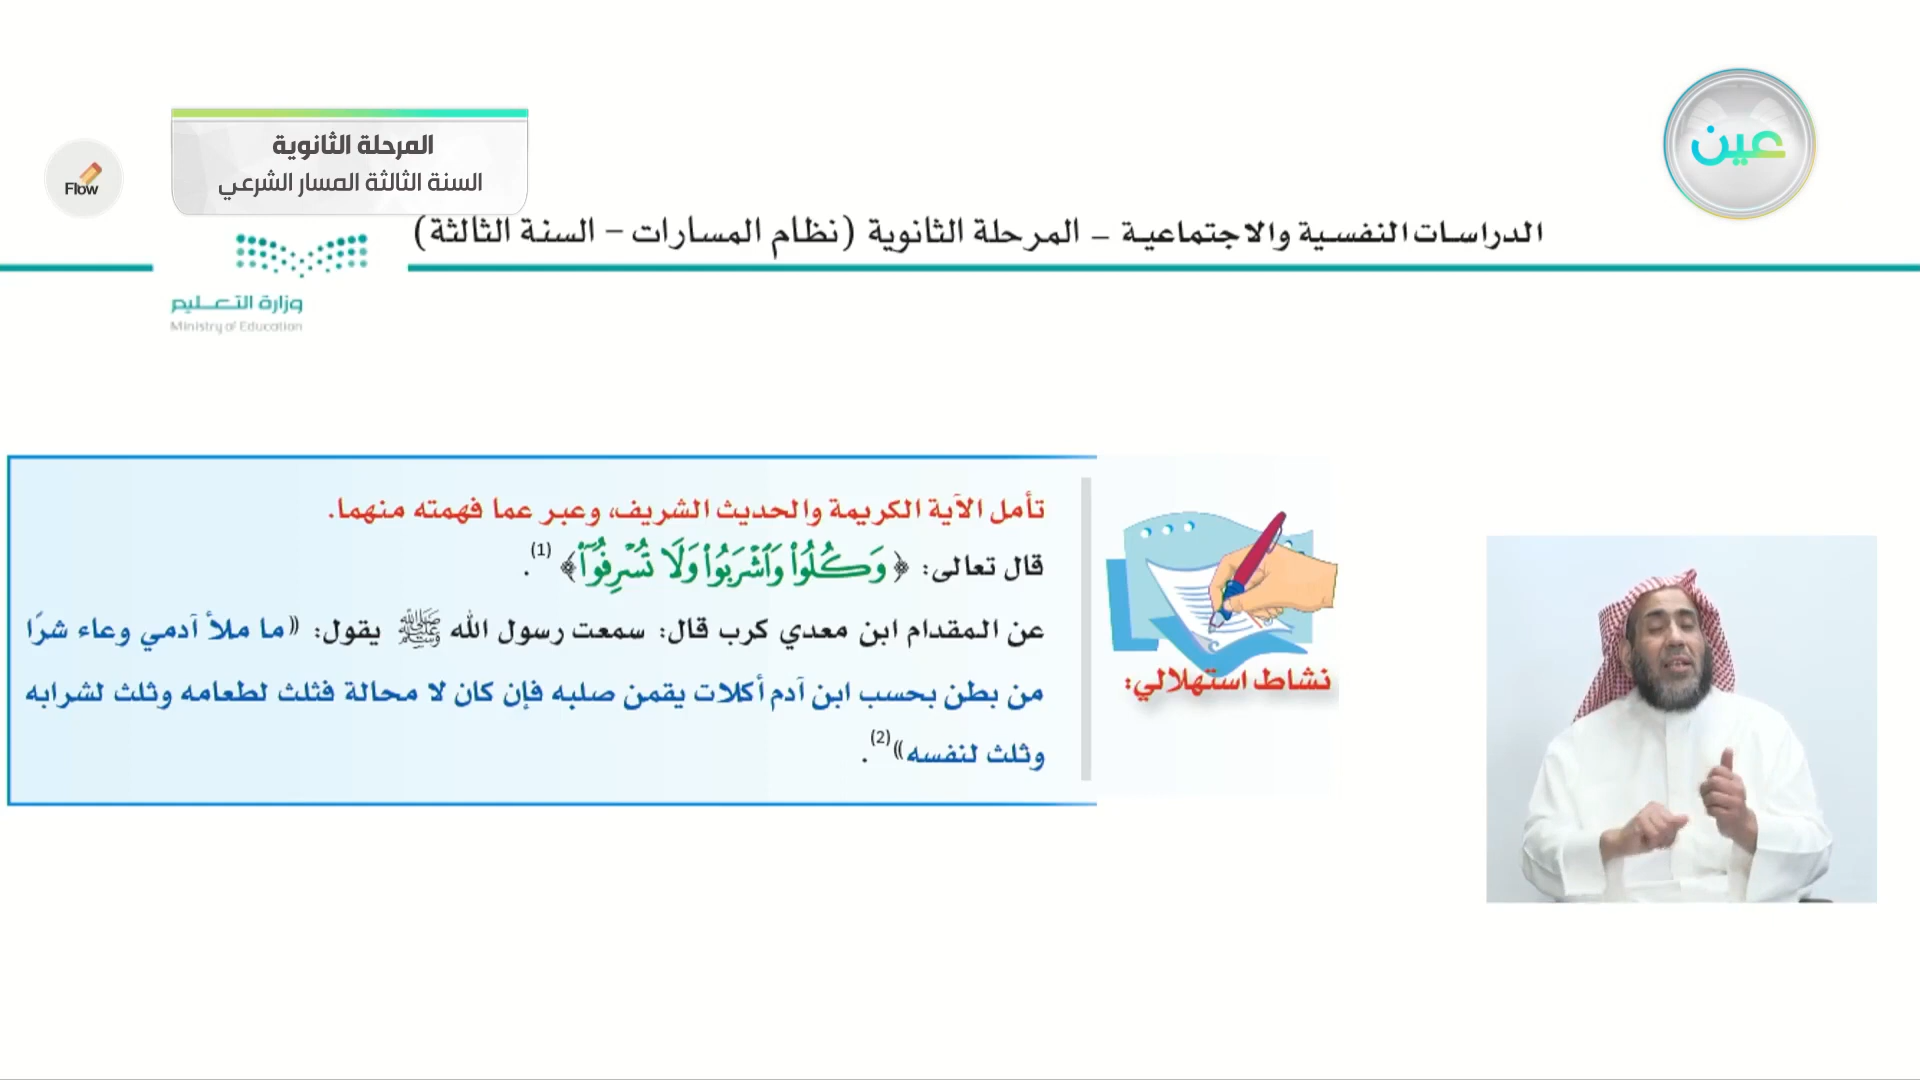 عين
المرحلة الثانوية
السنة الثالثة المسار الشرعي
Flow
الدراسات النفسية والاجتماعية – المرحلة الثانوية (نظام المسارات – السنة الثالثة)
وزارة التعليم
Ministry of Education
نشاط استهلالي:
تأمل الآية الكريمة والحديث الشريف، وعبر عما فهمته منهما.
قال تعالى: ﴿وَكُلُوا۟ وَٱشْرَبُوا۟ وَلَا تُسْرِفُوٓا۟﴾ (1).
عن المقدام ابن معدي كرب قال: سمعت رسول الله ﷺ يقول: ((ما ملأ آدمي وعاء شرًا
من بطن بحسب ابن آدم أكلات يقمن صلبه فإن كان لا محالة فثلث لطعامه وثلث لشرابه
وثلث لنفسه))(2).